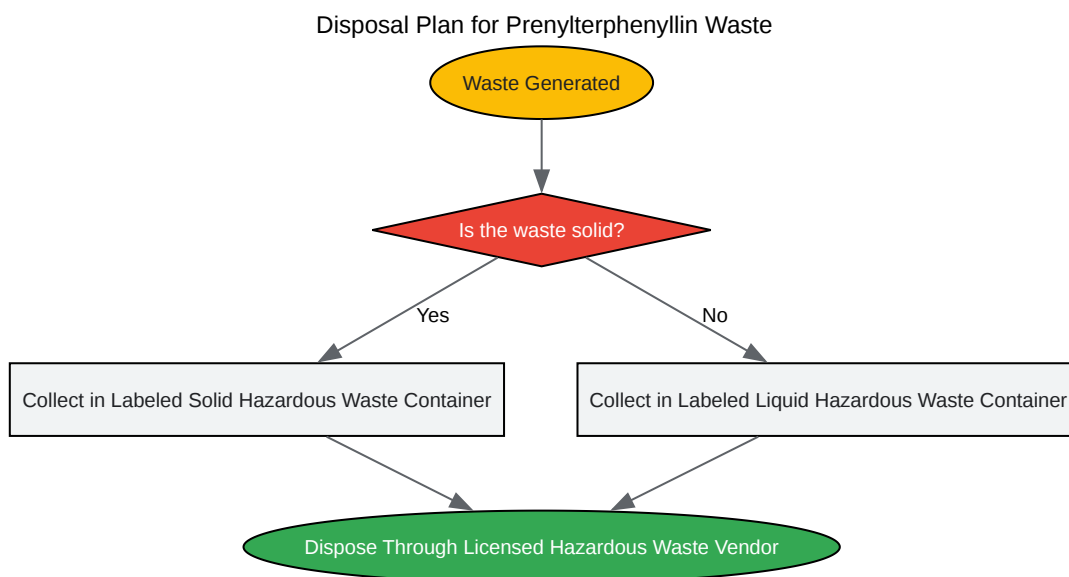 Disposal Plan for Prenylterphenyllin Waste
Waste Generated
Is the waste solid?
Yes
No
Collect in Labeled Solid Hazardous Waste Container
Collect in Labeled Liquid Hazardous Waste Container
Dispose Through Licensed Hazardous Waste Vendor